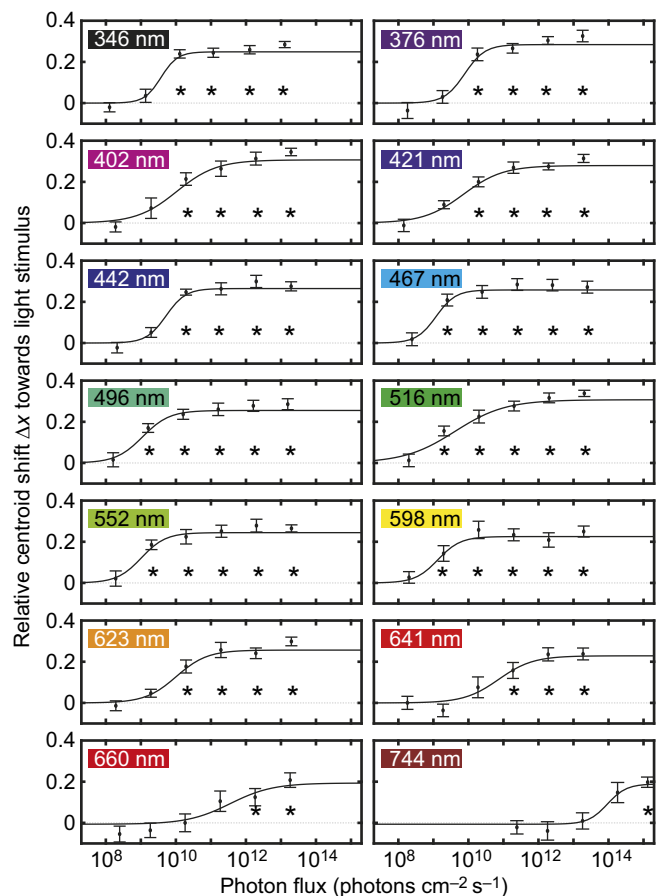 Relative centroid shift Δx towards light stimulus
0.4
0.2
0
346 nm
* * * *
376 nm
* * * *
0.4
0.2
0
402 nm
* * * *
421 nm
* * * *
0.4
0.2
0
442 nm
* * * *
467 nm
* * * * *
0.4
0.2
0
496 nm
* * * * *
516 nm
* * * * *
0.4
0.2
0
552 nm
* * * * *
598 nm
* * * * *
0.4
0.2
0
623 nm
* * * *
641 nm
* * *
0.4
0.2
0
660 nm
* *
744 nm
*
10⁸ 10¹⁰ 10¹² 10¹⁴
10⁸ 10¹⁰ 10¹² 10¹⁴
Photon flux (photons cm⁻² s⁻¹)